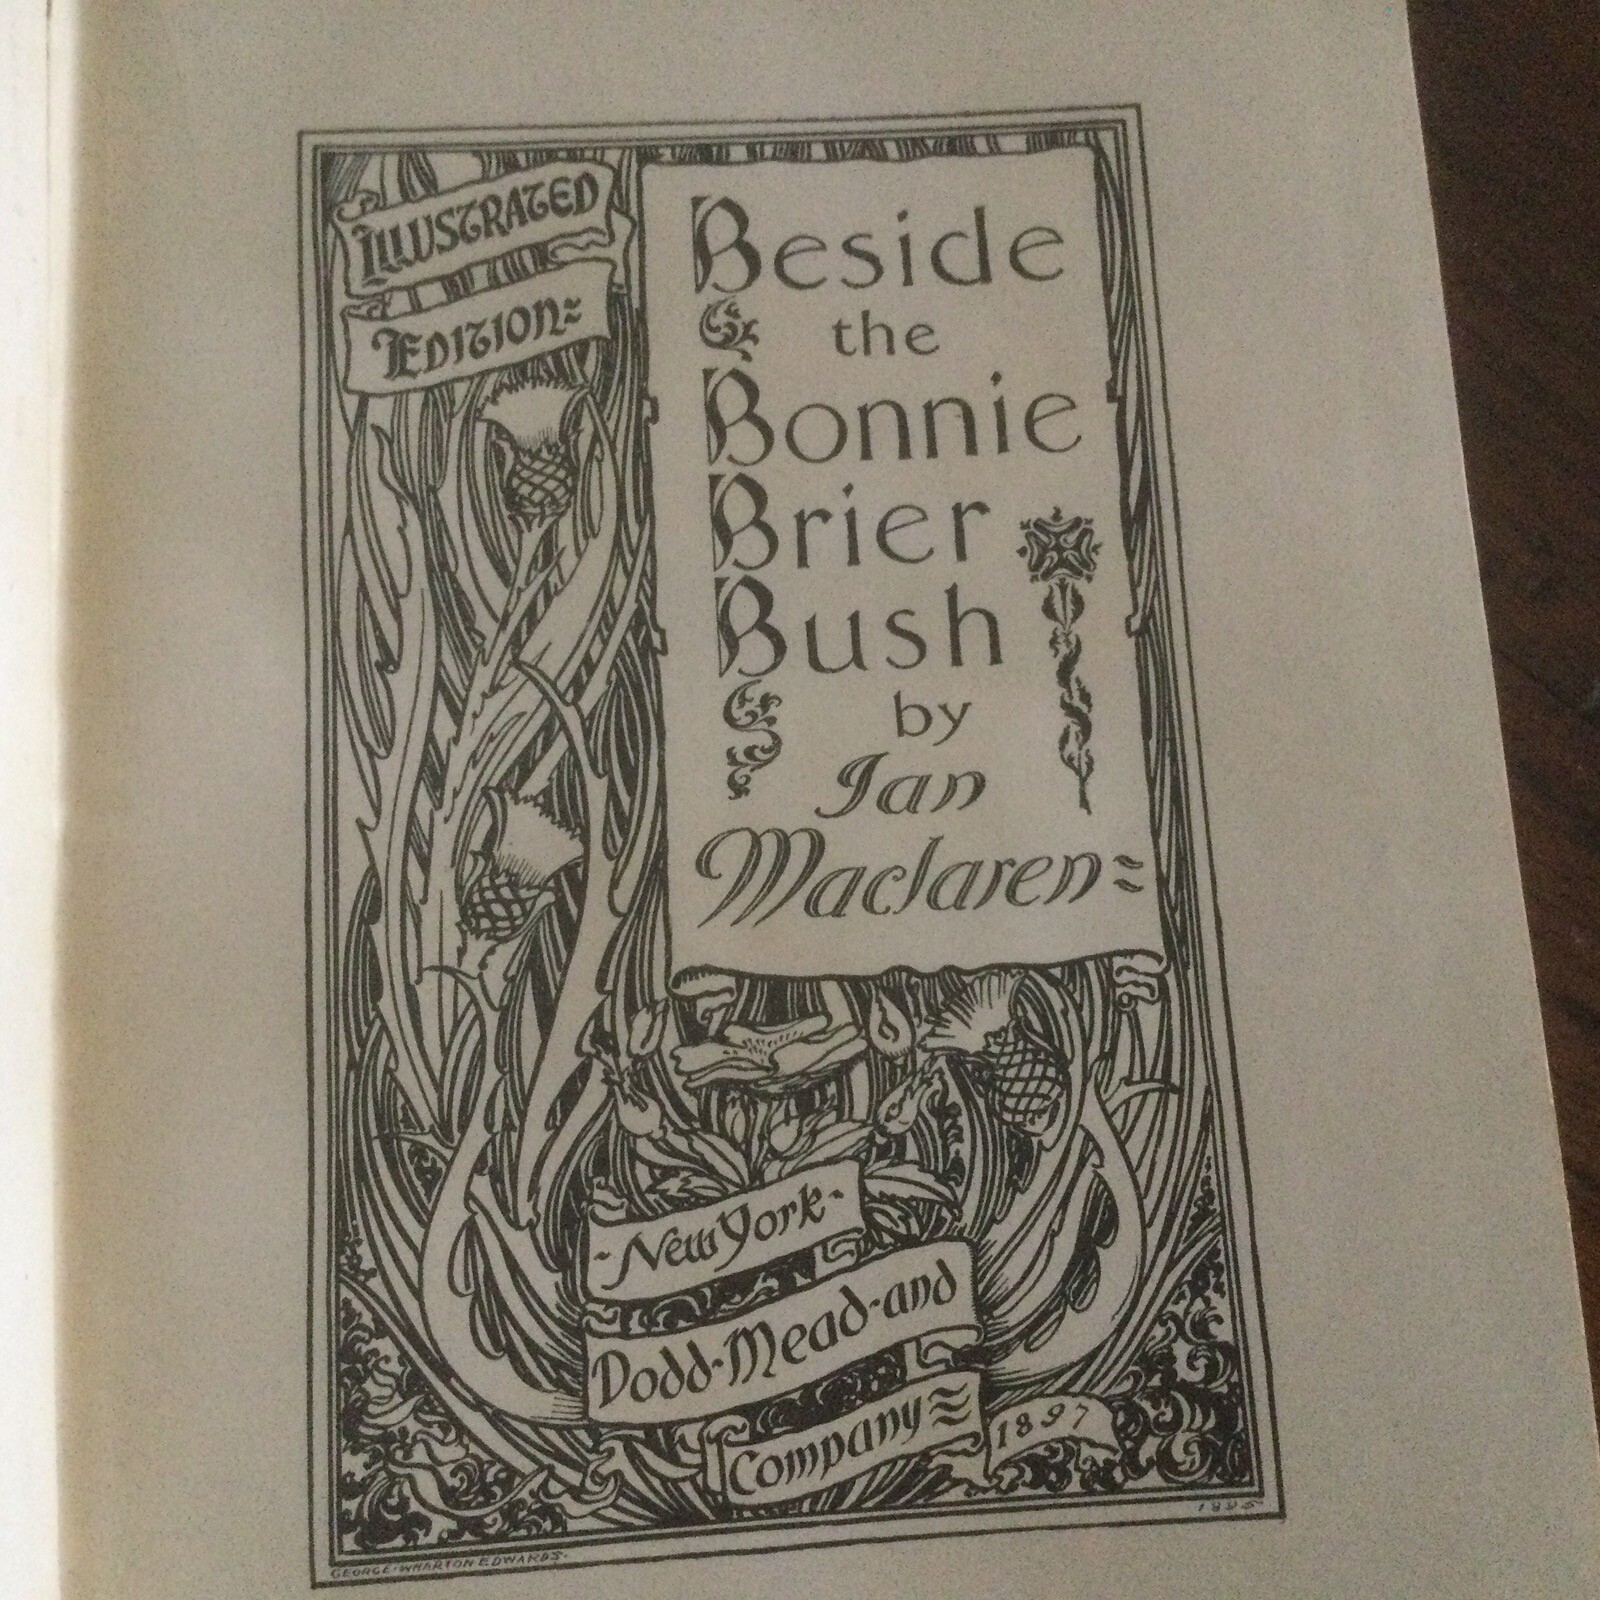 ILLUSTRATED
EDITION
Beside
the
Bonnie
Brier
Bush
by
Ian
Maclaren
New York
Dodd·Mead·and
Company
1897
GEORGE·WHARTON EDWARDS·
1895